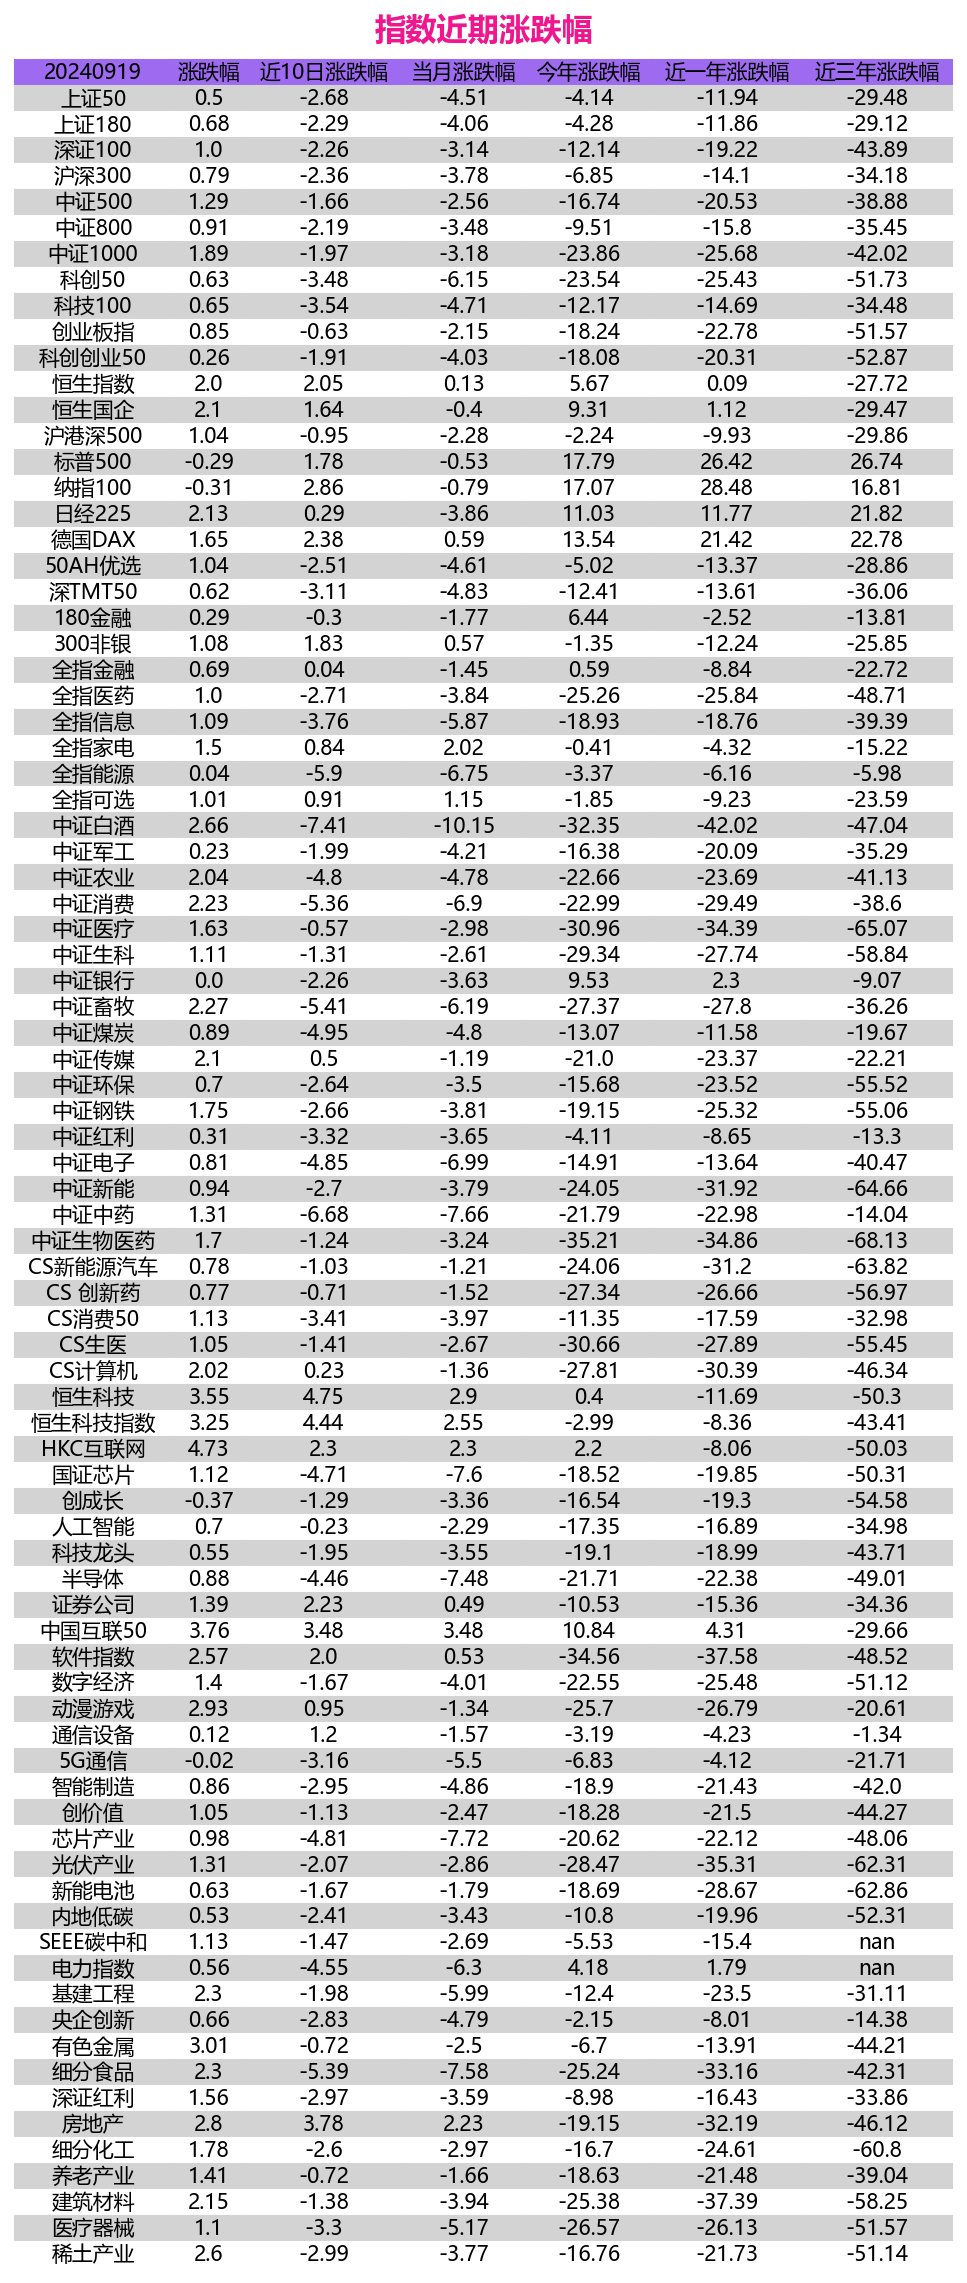 指数近期涨跌幅
20240919 涨跌幅 近10日涨跌幅 当月涨跌幅 今年涨跌幅 近一年涨跌幅 近三年涨跌幅
上证50 0.5 -2.68 -4.51 -4.14 -11.94 -29.48
上证180 0.68 -2.29 -4.06 -4.28 -11.86 -29.12
深证100 1.0 -2.26 -3.14 -12.14 -19.22 -43.89
沪深300 0.79 -2.36 -3.78 -6.85 -14.1 -34.18
中证500 1.29 -1.66 -2.56 -16.74 -20.53 -38.88
中证800 0.91 -2.19 -3.48 -9.51 -15.8 -35.45
中证1000 1.89 -1.97 -3.18 -23.86 -25.68 -42.02
科创50 0.63 -3.48 -6.15 -23.54 -25.43 -51.73
科技100 0.65 -3.54 -4.71 -12.17 -14.69 -34.48
创业板指 0.85 -0.63 -2.15 -18.24 -22.78 -51.57
科创创业50 0.26 -1.91 -4.03 -18.08 -20.31 -52.87
恒生指数 2.0 2.05 0.13 5.67 0.09 -27.72
恒生国企 2.1 1.64 -0.4 9.31 1.12 -29.47
沪港深500 1.04 -0.95 -2.28 -2.24 -9.93 -29.86
标普500 -0.29 1.78 -0.53 17.79 26.42 26.74
纳指100 -0.31 2.86 -0.79 17.07 28.48 16.81
日经225 2.13 0.29 -3.86 11.03 11.77 21.82
德国DAX 1.65 2.38 0.59 13.54 21.42 22.78
50AH优选 1.04 -2.51 -4.61 -5.02 -13.37 -28.86
深TMT50 0.62 -3.11 -4.83 -12.41 -13.61 -36.06
180金融 0.29 -0.3 -1.77 6.44 -2.52 -13.81
300非银 1.08 1.83 0.57 -1.35 -12.24 -25.85
全指金融 0.69 0.04 -1.45 0.59 -8.84 -22.72
全指医药 1.0 -2.71 -3.84 -25.26 -25.84 -48.71
全指信息 1.09 -3.76 -5.87 -18.93 -18.76 -39.39
全指家电 1.5 0.84 2.02 -0.41 -4.32 -15.22
全指能源 0.04 -5.9 -6.75 -3.37 -6.16 -5.98
全指可选 1.01 0.91 1.15 -1.85 -9.23 -23.59
中证白酒 2.66 -7.41 -10.15 -32.35 -42.02 -47.04
中证军工 0.23 -1.99 -4.21 -16.38 -20.09 -35.29
中证农业 2.04 -4.8 -4.78 -22.66 -23.69 -41.13
中证消费 2.23 -5.36 -6.9 -22.99 -29.49 -38.6
中证医疗 1.63 -0.57 -2.98 -30.96 -34.39 -65.07
中证生科 1.11 -1.31 -2.61 -29.34 -27.74 -58.84
中证银行 0.0 -2.26 -3.63 9.53 2.3 -9.07
中证畜牧 2.27 -5.41 -6.19 -27.37 -27.8 -36.26
中证煤炭 0.89 -4.95 -4.8 -13.07 -11.58 -19.67
中证传媒 2.1 0.5 -1.19 -21.0 -23.37 -22.21
中证环保 0.7 -2.64 -3.5 -15.68 -23.52 -55.52
中证钢铁 1.75 -2.66 -3.81 -19.15 -25.32 -55.06
中证红利 0.31 -3.32 -3.65 -4.11 -8.65 -13.3
中证电子 0.81 -4.85 -6.99 -14.91 -13.64 -40.47
中证新能 0.94 -2.7 -3.79 -24.05 -31.92 -64.66
中证中药 1.31 -6.68 -7.66 -21.79 -22.98 -14.04
中证生物医药 1.7 -1.24 -3.24 -35.21 -34.86 -68.13
CS新能源汽车 0.78 -1.03 -1.21 -24.06 -31.2 -63.82
CS 创新药 0.77 -0.71 -1.52 -27.34 -26.66 -56.97
CS消费50 1.13 -3.41 -3.97 -11.35 -17.59 -32.98
CS生医 1.05 -1.41 -2.67 -30.66 -27.89 -55.45
CS计算机 2.02 0.23 -1.36 -27.81 -30.39 -46.34
恒生科技 3.55 4.75 2.9 0.4 -11.69 -50.3
恒生科技指数 3.25 4.44 2.55 -2.99 -8.36 -43.41
HKC互联网 4.73 2.3 2.3 2.2 -8.06 -50.03
国证芯片 1.12 -4.71 -7.6 -18.52 -19.85 -50.31
创成长 -0.37 -1.29 -3.36 -16.54 -19.3 -54.58
人工智能 0.7 -0.23 -2.29 -17.35 -16.89 -34.98
科技龙头 0.55 -1.95 -3.55 -19.1 -18.99 -43.71
半导体 0.88 -4.46 -7.48 -21.71 -22.38 -49.01
证券公司 1.39 2.23 0.49 -10.53 -15.36 -34.36
中国互联50 3.76 3.48 3.48 10.84 4.31 -29.66
软件指数 2.57 2.0 0.53 -34.56 -37.58 -48.52
数字经济 1.4 -1.67 -4.01 -22.55 -25.48 -51.12
动漫游戏 2.93 0.95 -1.34 -25.7 -26.79 -20.61
通信设备 0.12 1.2 -1.57 -3.19 -4.23 -1.34
5G通信 -0.02 -3.16 -5.5 -6.83 -4.12 -21.71
智能制造 0.86 -2.95 -4.86 -18.9 -21.43 -42.0
创价值 1.05 -1.13 -2.47 -18.28 -21.5 -44.27
芯片产业 0.98 -4.81 -7.72 -20.62 -22.12 -48.06
光伏产业 1.31 -2.07 -2.86 -28.47 -35.31 -62.31
新能电池 0.63 -1.67 -1.79 -18.69 -28.67 -62.86
内地低碳 0.53 -2.41 -3.43 -10.8 -19.96 -52.31
SEEE碳中和 1.13 -1.47 -2.69 -5.53 -15.4 nan
电力指数 0.56 -4.55 -6.3 4.18 1.79 nan
基建工程 2.3 -1.98 -5.99 -12.4 -23.5 -31.11
央企创新 0.66 -2.83 -4.79 -2.15 -8.01 -14.38
有色金属 3.01 -0.72 -2.5 -6.7 -13.91 -44.21
细分食品 2.3 -5.39 -7.58 -25.24 -33.16 -42.31
深证红利 1.56 -2.97 -3.59 -8.98 -16.43 -33.86
房地产 2.8 3.78 2.23 -19.15 -32.19 -46.12
细分化工 1.78 -2.6 -2.97 -16.7 -24.61 -60.8
养老产业 1.41 -0.72 -1.66 -18.63 -21.48 -39.04
建筑材料 2.15 -1.38 -3.94 -25.38 -37.39 -58.25
医疗器械 1.1 -3.3 -5.17 -26.57 -26.13 -51.57
稀土产业 2.6 -2.99 -3.77 -16.76 -21.73 -51.14